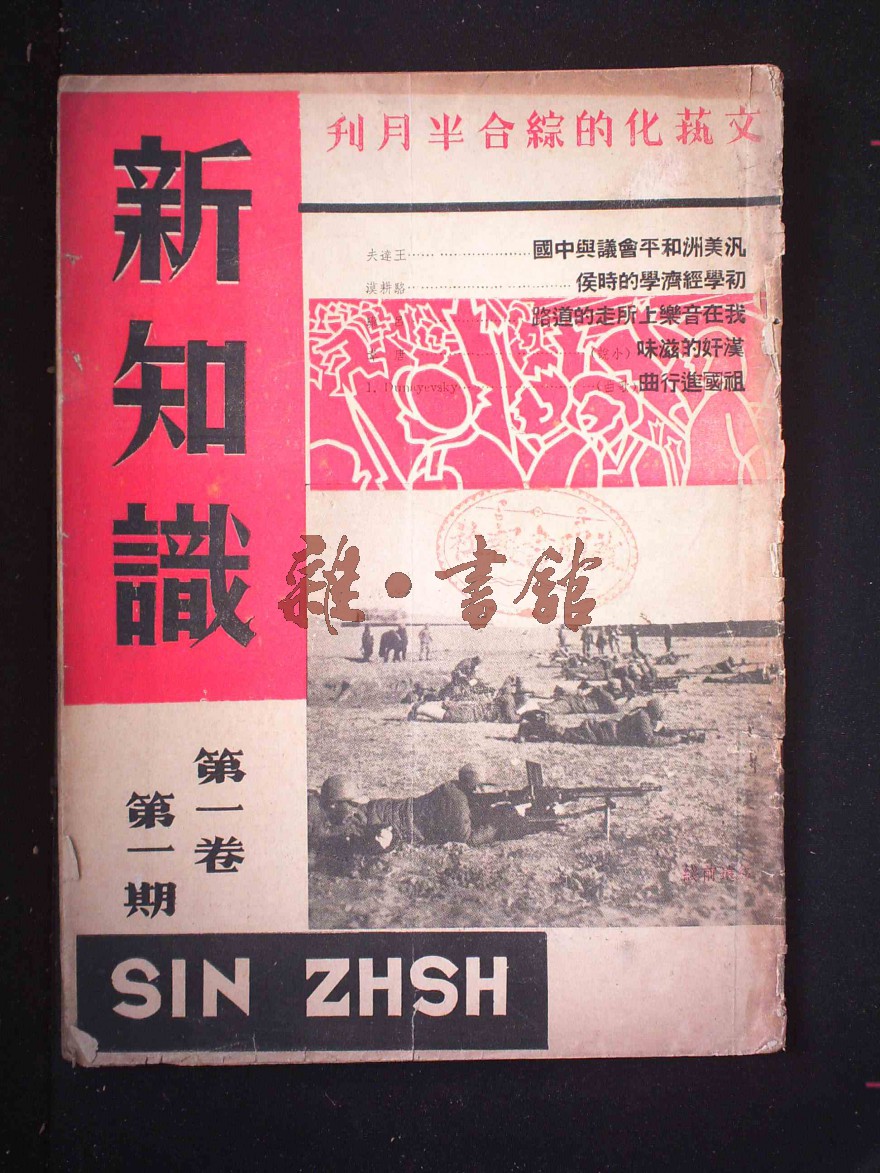 文藝化的綜合半月刊
新知識
汎美洲和平會議與中國……王達夫
初學經濟學的時侯……駱耕漠
我在音樂上所走的道路
漢奸的滋味……(小說)
祖國進行曲……I. Dunayevsky
雜·書館
第一卷
第一期
SIN ZHSH